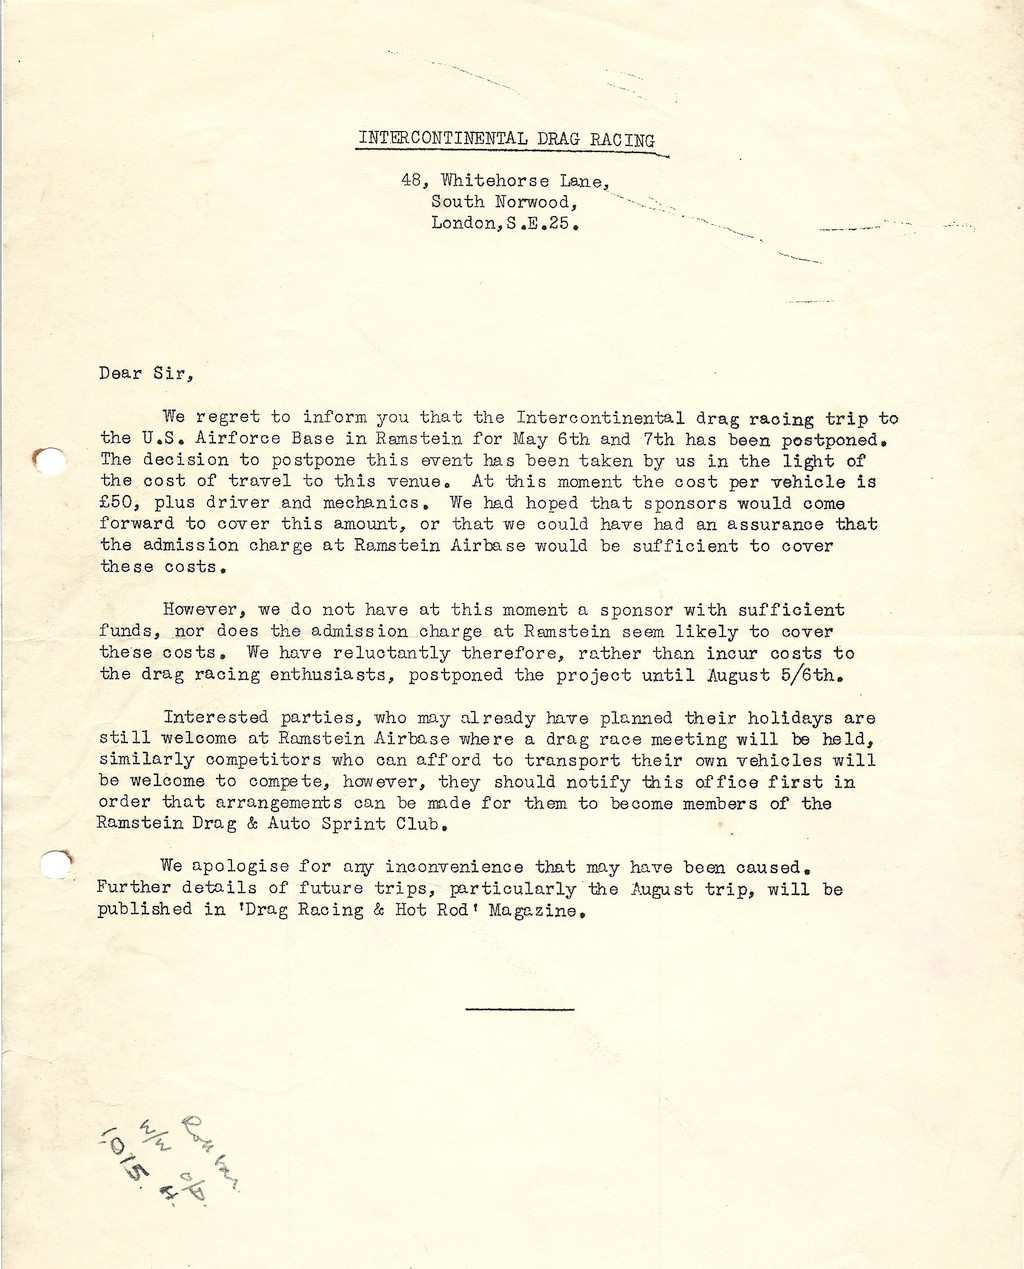 INTERCONTINENTAL DRAG RACING
48, Whitehorse Lane,
South Norwood,
London,S.E.25.
Dear Sir,
We regret to inform you that the Intercontinental drag racing trip to
the U.S. Airforce Base in Ramstein for May 6th and 7th has been postponed.
The decision to postpone this event has been taken by us in the light of
the cost of travel to this venue. At this moment the cost per vehicle is
£50, plus driver and mechanics. We had hoped that sponsors would come
forward to cover this amount, or that we could have had an assurance that
the admission charge at Ramstein Airbase would be sufficient to cover
these costs.
However, we do not have at this moment a sponsor with sufficient
funds, nor does the admission charge at Ramstein seem likely to cover
these costs. We have reluctantly therefore, rather than incur costs to
the drag racing enthusiasts, postponed the project until August 5/6th.
Interested parties, who may already have planned their holidays are
still welcome at Ramstein Airbase where a drag race meeting will be held,
similarly competitors who can afford to transport their own vehicles will
be welcome to compete, however, they should notify this office first in
order that arrangements can be made for them to become members of the
Ramstein Drag & Auto Sprint Club.
We apologise for any inconvenience that may have been caused.
Further details of future trips, particularly the August trip, will be
published in 'Drag Racing & Hot Rod' Magazine.